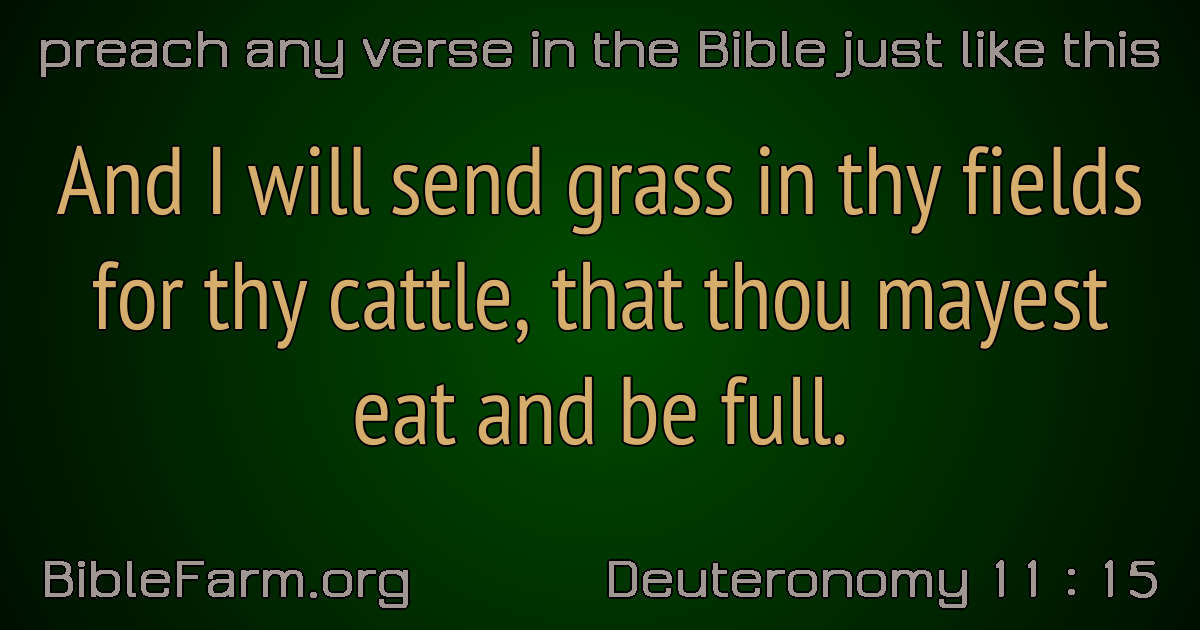 preach any verse in the Bible just like this
And I will send grass in thy fields
for thy cattle, that thou mayest
eat and be full.
BibleFarm.org
Deuteronomy 11 : 15